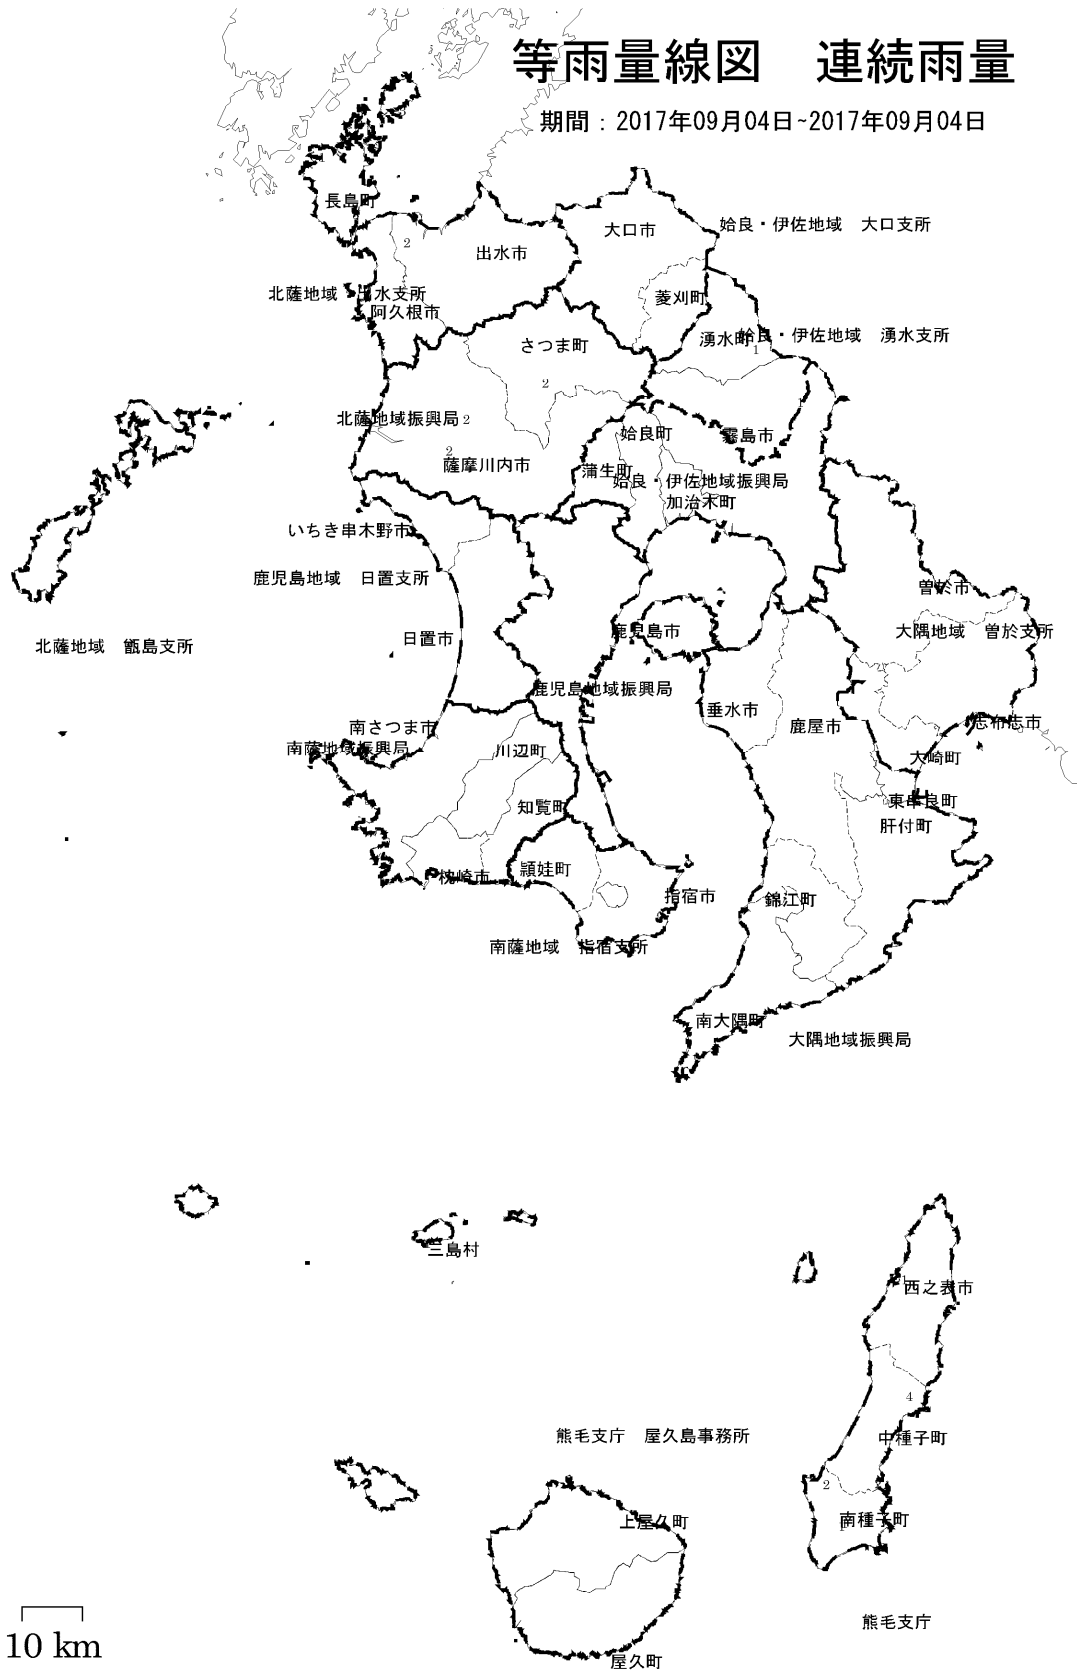 等雨量線図　連続雨量
期間：2017年09月04日~2017年09月04日
長島町
大口市
姶良・伊佐地域　大口支所
2
出水市
北薩地域　出水支所
菱刈町
阿久根市
湧水町
姶良・伊佐地域　湧水支所
1
さつま町
2
北薩地域振興局
2
姶良町
霧島市
2
薩摩川内市
蒲生町
姶良・伊佐地域振興局
加治木町
いちき串木野市
鹿児島地域　日置支所
曽於市
日置市
鹿児島市
大隅地域　曽於支所
北薩地域　甑島支所
鹿児島地域振興局
垂水市
南さつま市
鹿屋市
志布志市
南薩地域振興局
川辺町
大崎町
知覧町
東串良町
肝付町
枕崎市
頴娃町
指宿市
錦江町
南薩地域　指宿支所
南大隅町
大隅地域振興局
三島村
西之表市
4
熊毛支庁　屋久島事務所
中種子町
2
上屋久町
南種子町
1
熊毛支庁
10 km
屋久町